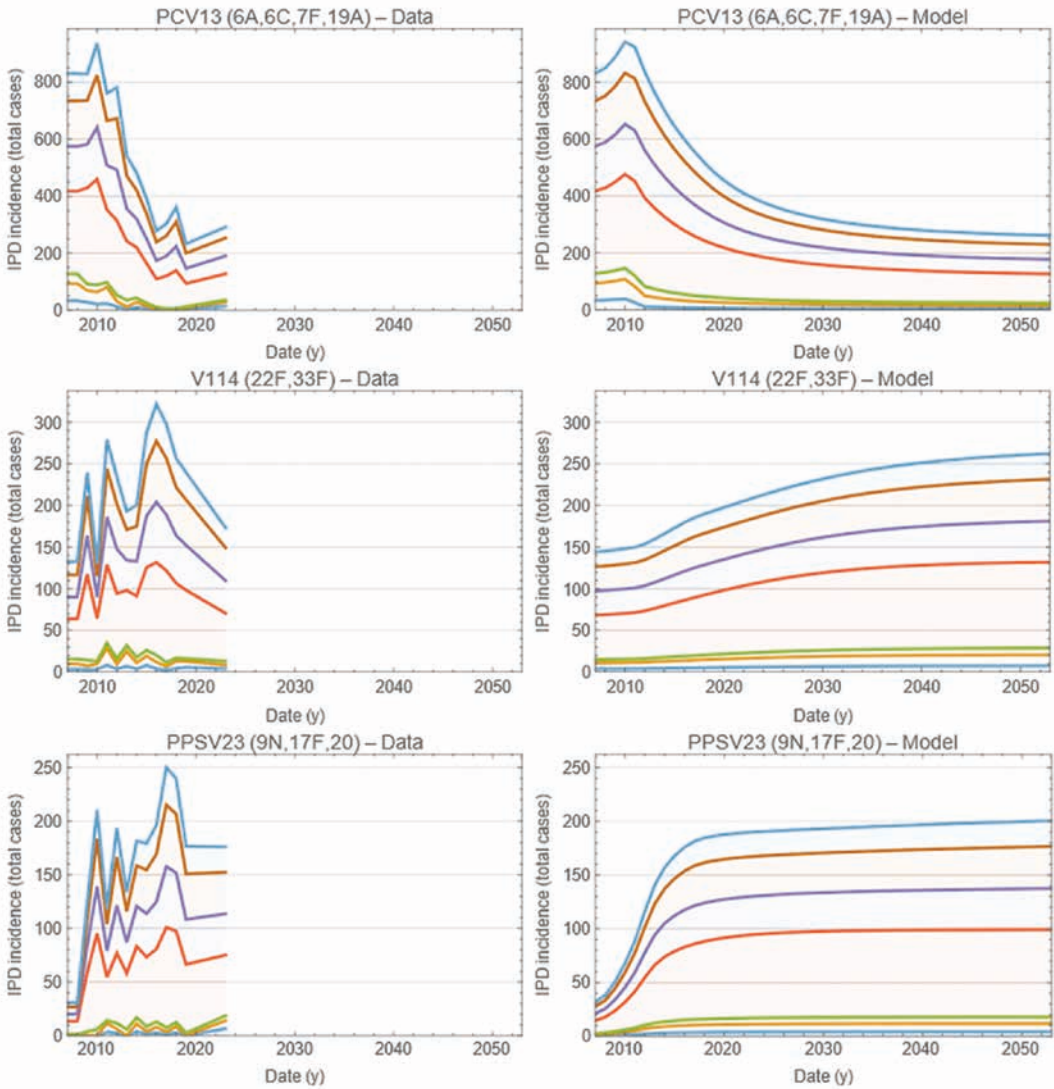 PCV13 (6A,6C,7F,19A) – Data
IPD incidence (total cases)
800
600
400
200
0
2010 2020 2030 2040 2050
Date (y)
PCV13 (6A,6C,7F,19A) – Model
IPD incidence (total cases)
800
600
400
200
0
2010 2020 2030 2040 2050
Date (y)
V114 (22F,33F) – Data
IPD incidence (total cases)
300
250
200
150
100
50
0
2010 2020 2030 2040 2050
Date (y)
V114 (22F,33F) – Model
IPD incidence (total cases)
300
250
200
150
100
50
0
2010 2020 2030 2040 2050
Date (y)
PPSV23 (9N,17F,20) – Data
IPD incidence (total cases)
250
200
150
100
50
0
2010 2020 2030 2040 2050
Date (y)
PPSV23 (9N,17F,20) – Model
IPD incidence (total cases)
250
200
150
100
50
0
2010 2020 2030 2040 2050
Date (y)